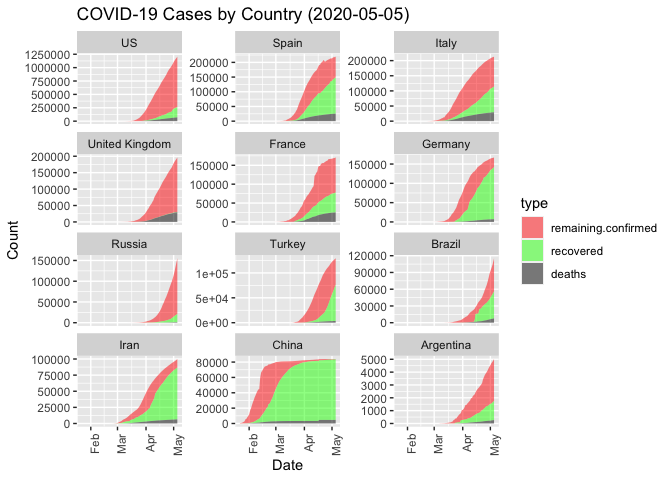 COVID-19 Cases by Country (2020-05-05)
US
Spain
Italy
1250000
1000000
750000
500000
250000
0
200000
150000
100000
50000
0
200000
150000
100000
50000
0
United Kingdom
France
Germany
200000
150000
100000
50000
0
150000
100000
50000
0
150000
100000
50000
0
Russia
Turkey
Brazil
150000
100000
50000
0
1e+05
5e+04
0e+00
120000
90000
60000
30000
0
Iran
China
Argentina
100000
75000
50000
25000
0
80000
60000
40000
20000
0
5000
4000
3000
2000
1000
0
Feb
Mar
Apr
May
Feb
Mar
Apr
May
Feb
Mar
Apr
May
Count
Date
type
remaining.confirmed
recovered
deaths